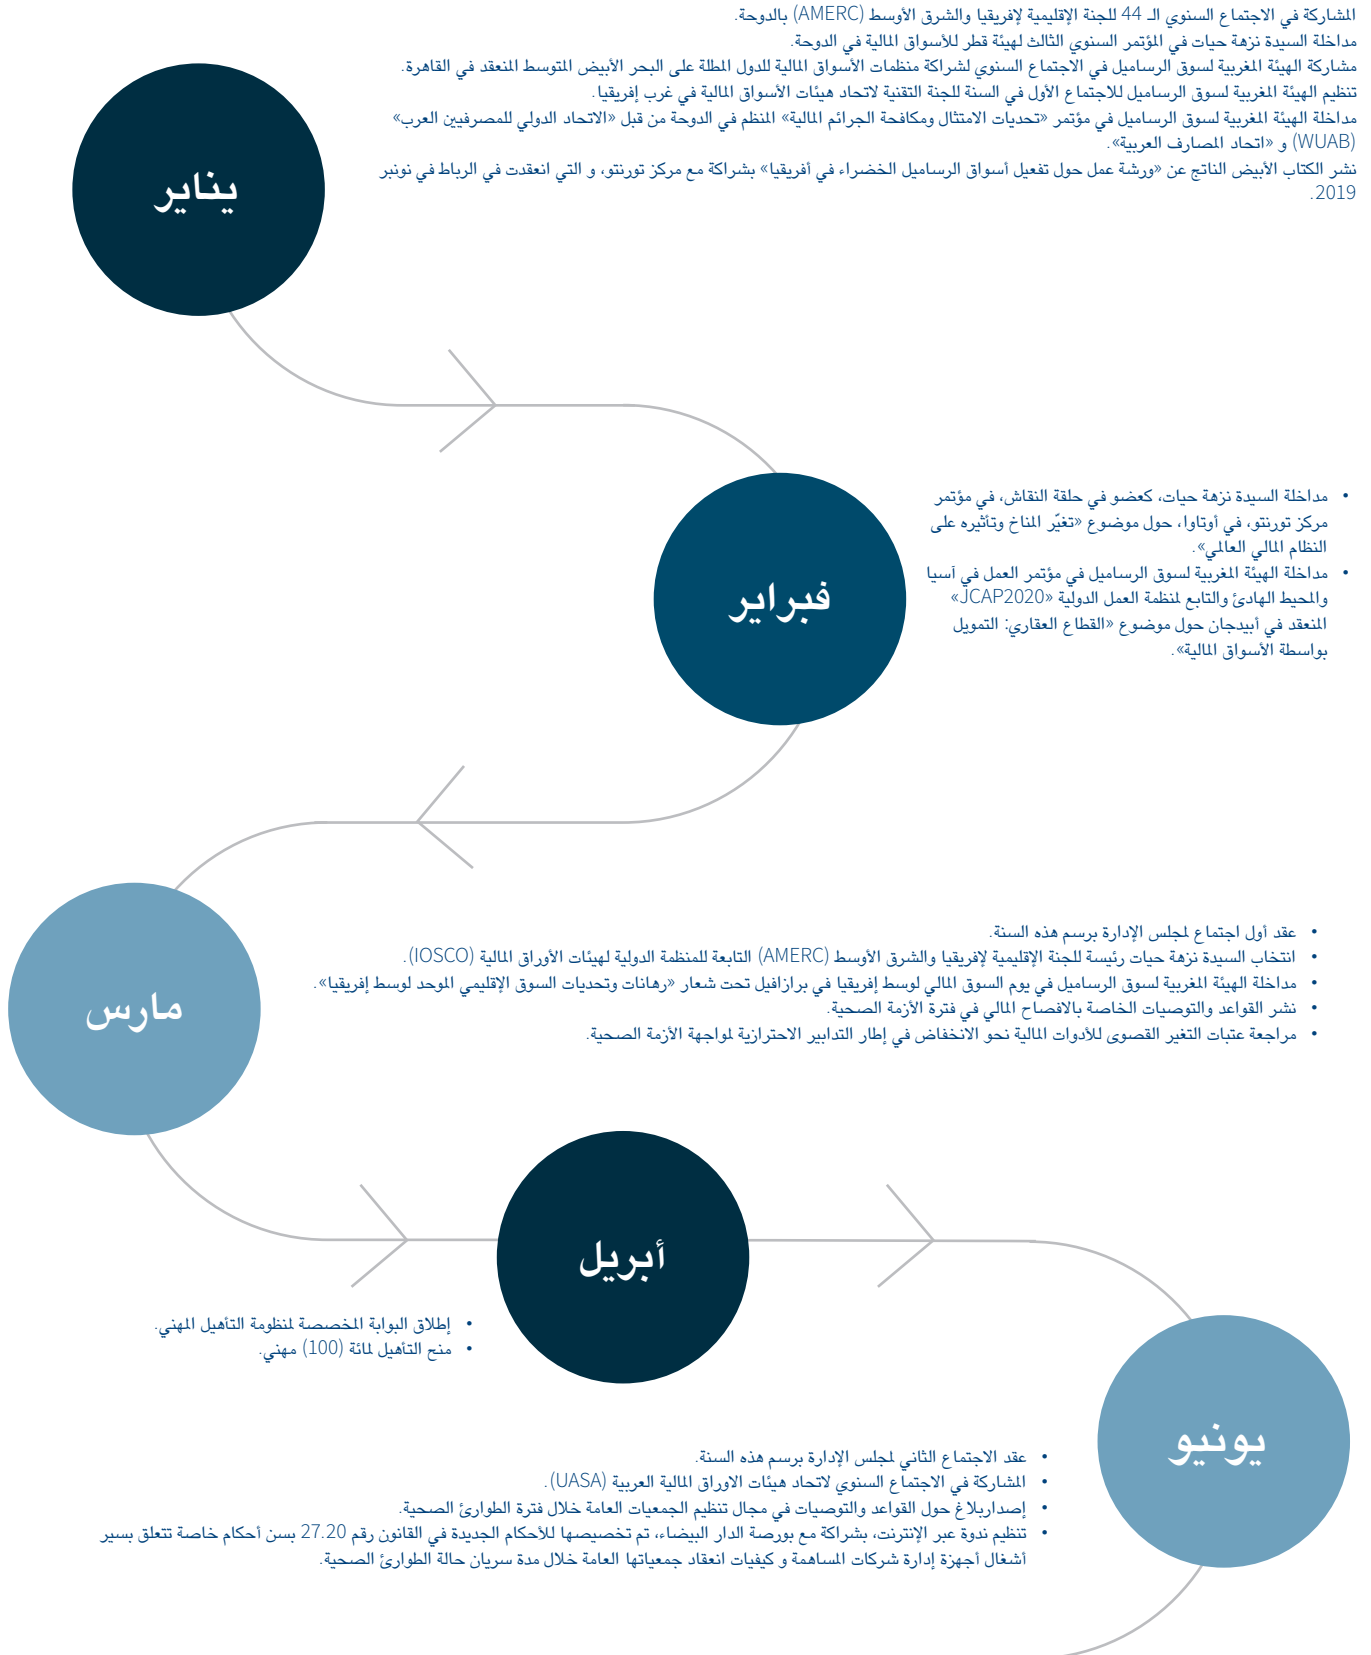 المشاركة في الاجتماع السنوي الـ 44 للجنة الإقليمية لإفريقيا والشرق الأوسط (AMERC) بالدوحة.
مداخلة السيدة نزهة حيات في المؤتمر السنوي الثالث لهيئة قطر للأسواق المالية في الدوحة.
مشاركة الهيئة المغربية لسوق الرساميل في الاجتماع السنوي لشراكة منظمات الأسواق المالية للدول المطلة على البحر الأبيض المتوسط المنعقد في القاهرة.
تنظيم الهيئة المغربية لسوق الرساميل للاجتماع الأول في السنة للجنة التقنية لاتحاد هيئات الأسواق المالية في غرب إفريقيا.
مداخلة الهيئة المغربية لسوق الرساميل في مؤتمر «تحديات الامتثال ومكافحة الجرائم المالية» المنظم في الدوحة من قبل «الاتحاد الدولي للمصرفيين العرب»
(WUAB) و «اتحاد المصارف العربية».
نشر الكتاب الأبيض الناتج عن «ورشة عمل حول تفعيل أسواق الرساميل الخضراء في أفريقيا» بشراكة مع مركز تورنتو، و التي انعقدت في الرباط في نونبر
2019.
يناير
• مداخلة السيدة نزهة حيات، كعضو في حلقة النقاش، في مؤتمر
مركز تورنتو، في أوتاوا، حول موضوع «تغيّر المناخ وتأثيره على
النظام المالي العالمي».
• مداخلة الهيئة المغربية لسوق الرساميل في مؤتمر العمل في آسيا
والمحيط الهادئ والتابع لمنظمة العمل الدولية «JCAP2020»
المنعقد في أبيدجان حول موضوع «القطاع العقاري: التمويل
بواسطة الأسواق المالية».
فبراير
• عقد أول اجتماع لمجلس الإدارة برسم هذه السنة.
• انتخاب السيدة نزهة حيات رئيسة للجنة الإقليمية لإفريقيا والشرق الأوسط (AMERC) التابعة للمنظمة الدولية لهيئات الأوراق المالية (IOSCO).
• مداخلة الهيئة المغربية لسوق الرساميل في يوم السوق المالي لوسط إفريقيا في برازافيل تحت شعار «رهانات وتحديات السوق الإقليمي الموحد لوسط إفريقيا».
• نشر القواعد والتوصيات الخاصة بالافصاح المالي في فترة الأزمة الصحية.
• مراجعة عتبات التغير القصوى للأدوات المالية نحو الانخفاض في إطار التدابير الاحترازية لمواجهة الأزمة الصحية.
مارس
أبريل
• إطلاق البوابة المخصصة لمنظومة التأهيل المهني.
• منح التأهيل لمائة (100) مهني.
يونيو
• عقد الاجتماع الثاني لمجلس الإدارة برسم هذه السنة.
• المشاركة في الاجتماع السنوي لاتحاد هيئات الاوراق المالية العربية (UASA).
• إصداربلاغ حول القواعد والتوصيات في مجال تنظيم الجمعيات العامة خلال فترة الطوارئ الصحية.
• تنظيم ندوة عبر الإنترنت، بشراكة مع بورصة الدار البيضاء، تم تخصيصها للأحكام الجديدة في القانون رقم 27.20 بسن أحكام خاصة تتعلق بسير
أشغال أجهزة إدارة شركات المساهمة و كيفيات انعقاد جمعياتها العامة خلال مدة سريان حالة الطوارئ الصحية.